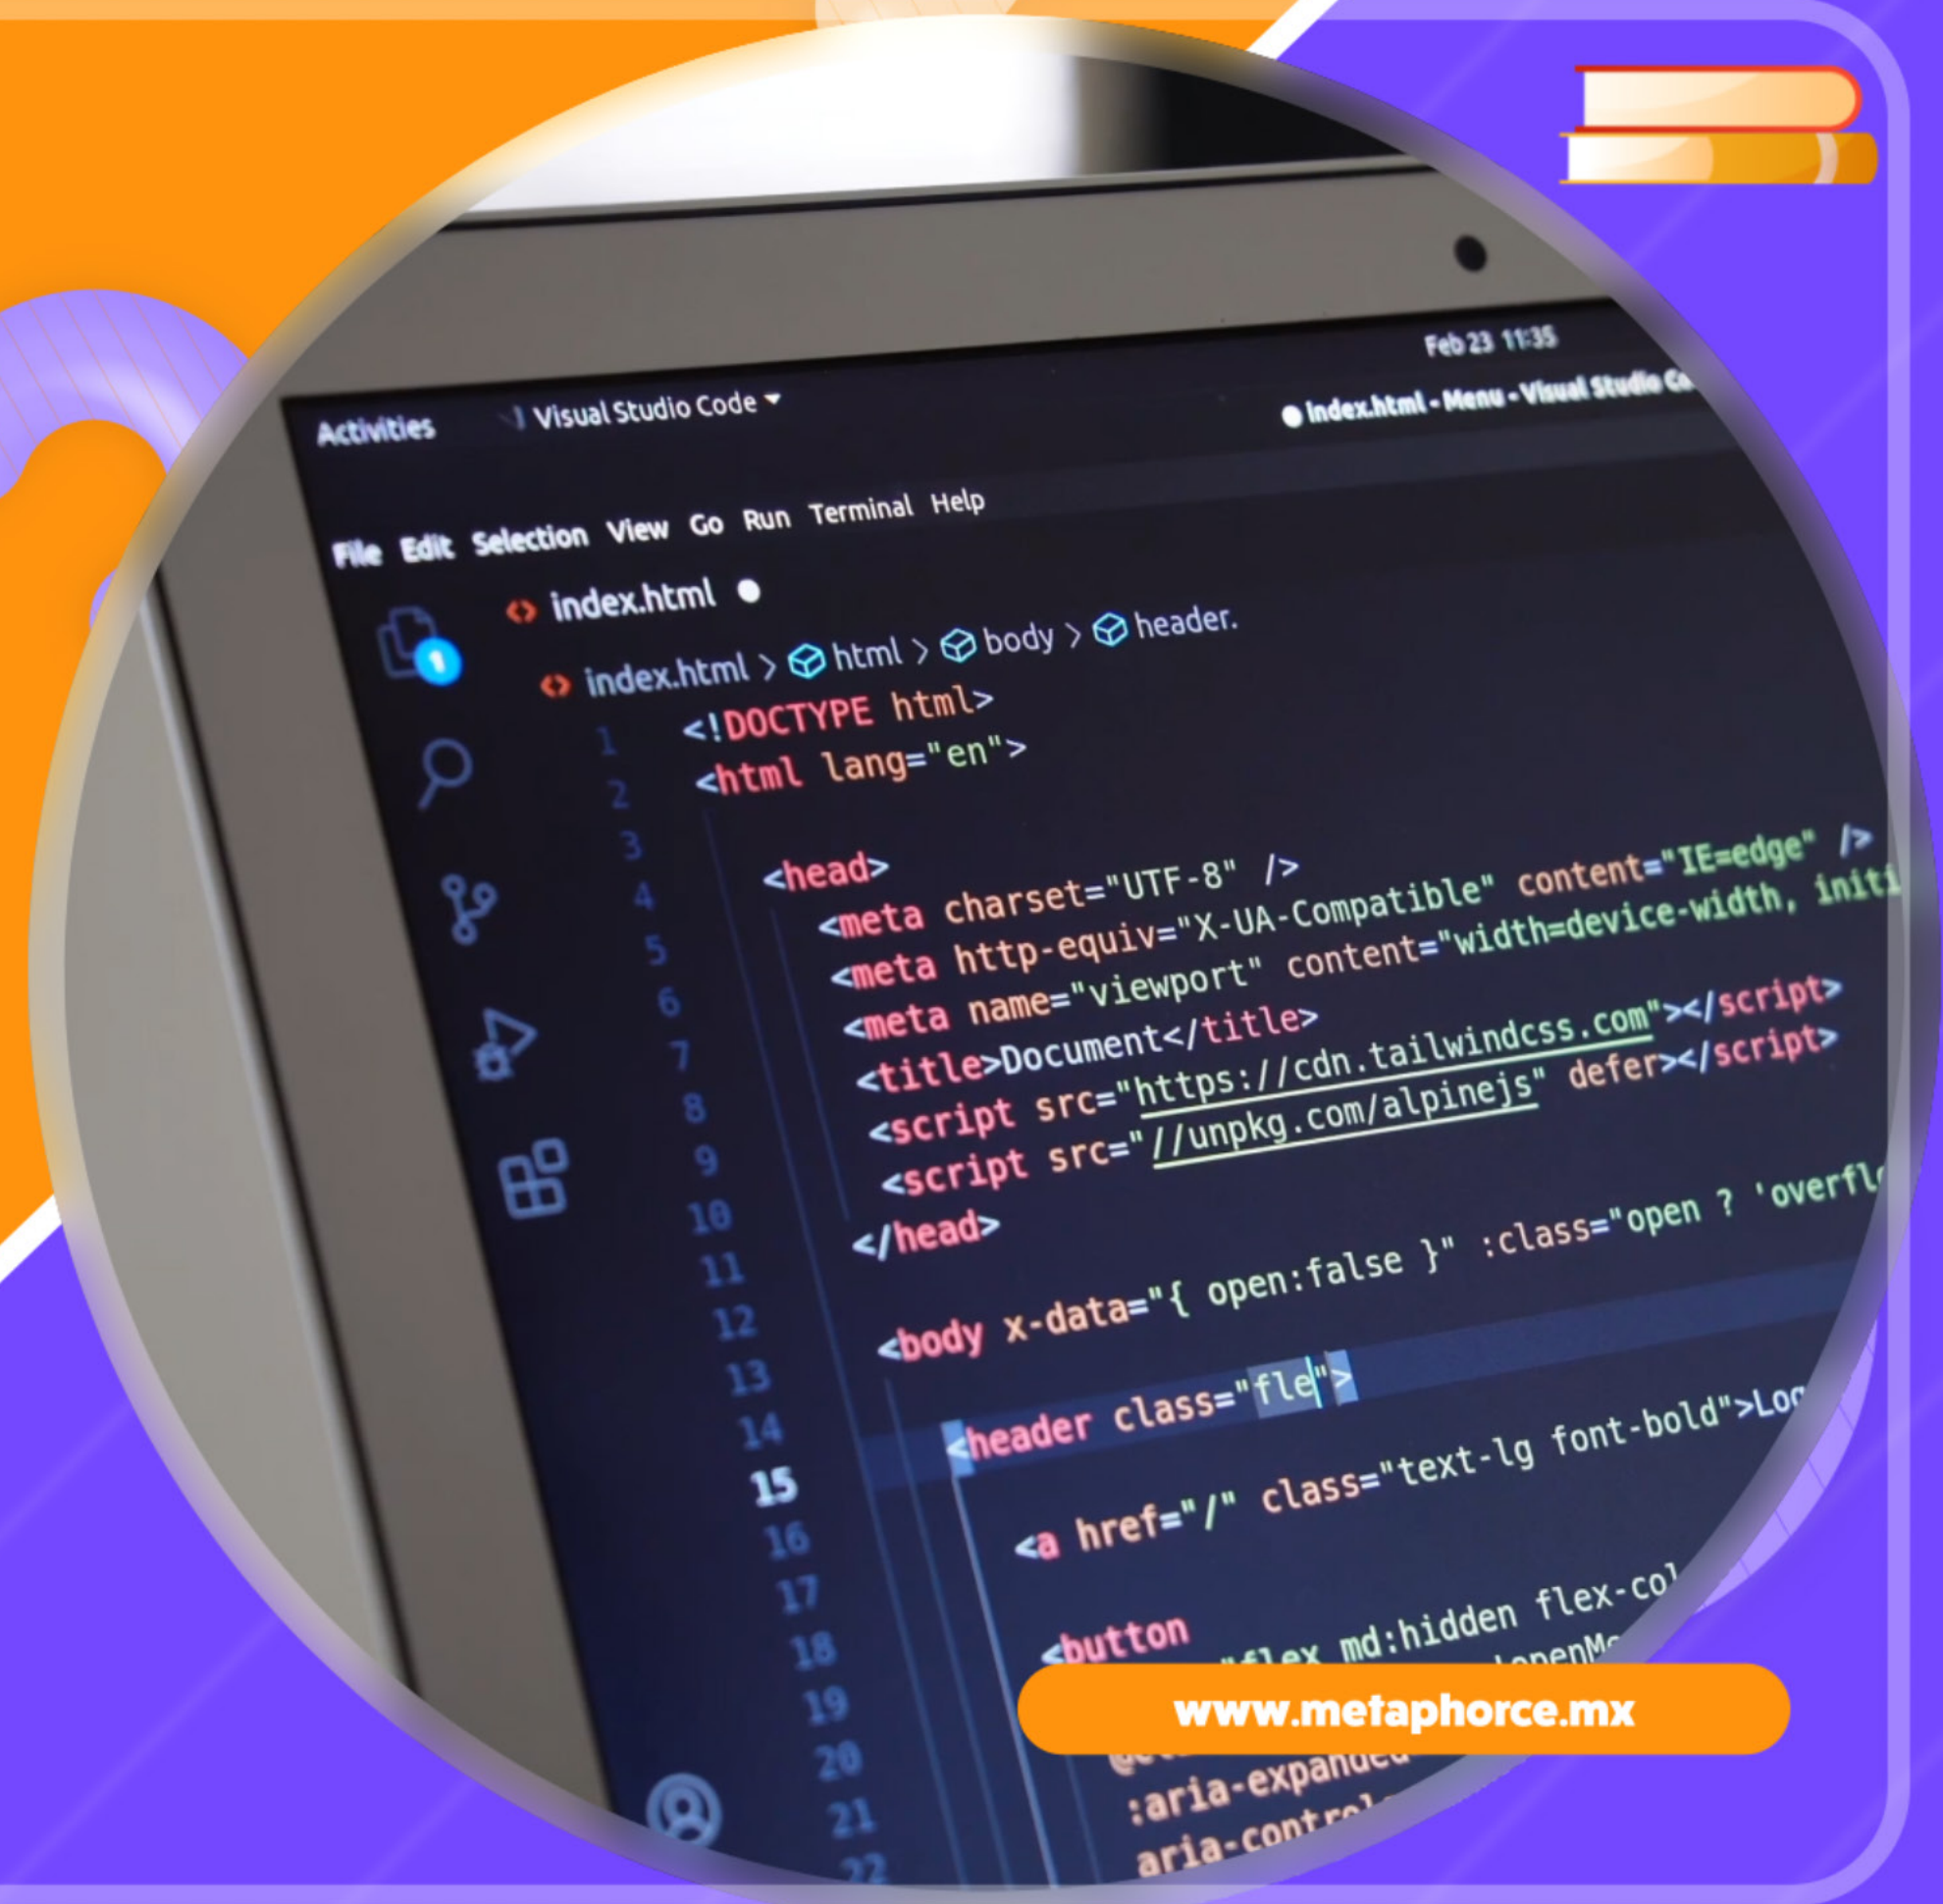 Feb 23 11:35
Activities Visual Studio Code
index.html - Menu - Visual Studio
File Edit Selection View Go Run Terminal Help
index.html
1
index.html > html > body > header.
1 <!DOCTYPE html>
2 <html lang="en">
3
4 <head>
5 <meta charset="UTF-8" />
6 <meta http-equiv="X-UA-Compatible" content="IE=edge" />
7 <meta name="viewport" content="width=device-width, initi
8 <title>Document</title>
9 <script src="https://cdn.tailwindcss.com"></script>
10 <script src="//unpkg.com/alpinejs" defer></script>
11 </head>
12
13 <body x-data="{ open:false }" :class="open ? 'overfl
14
15 <header class="fle">
16
17 <a href="/" class="text-lg font-bold">Log
18
19 <button
20 "flex md:hidden flex-col
21
22 :aria-expanded
www.metaphorce.mx